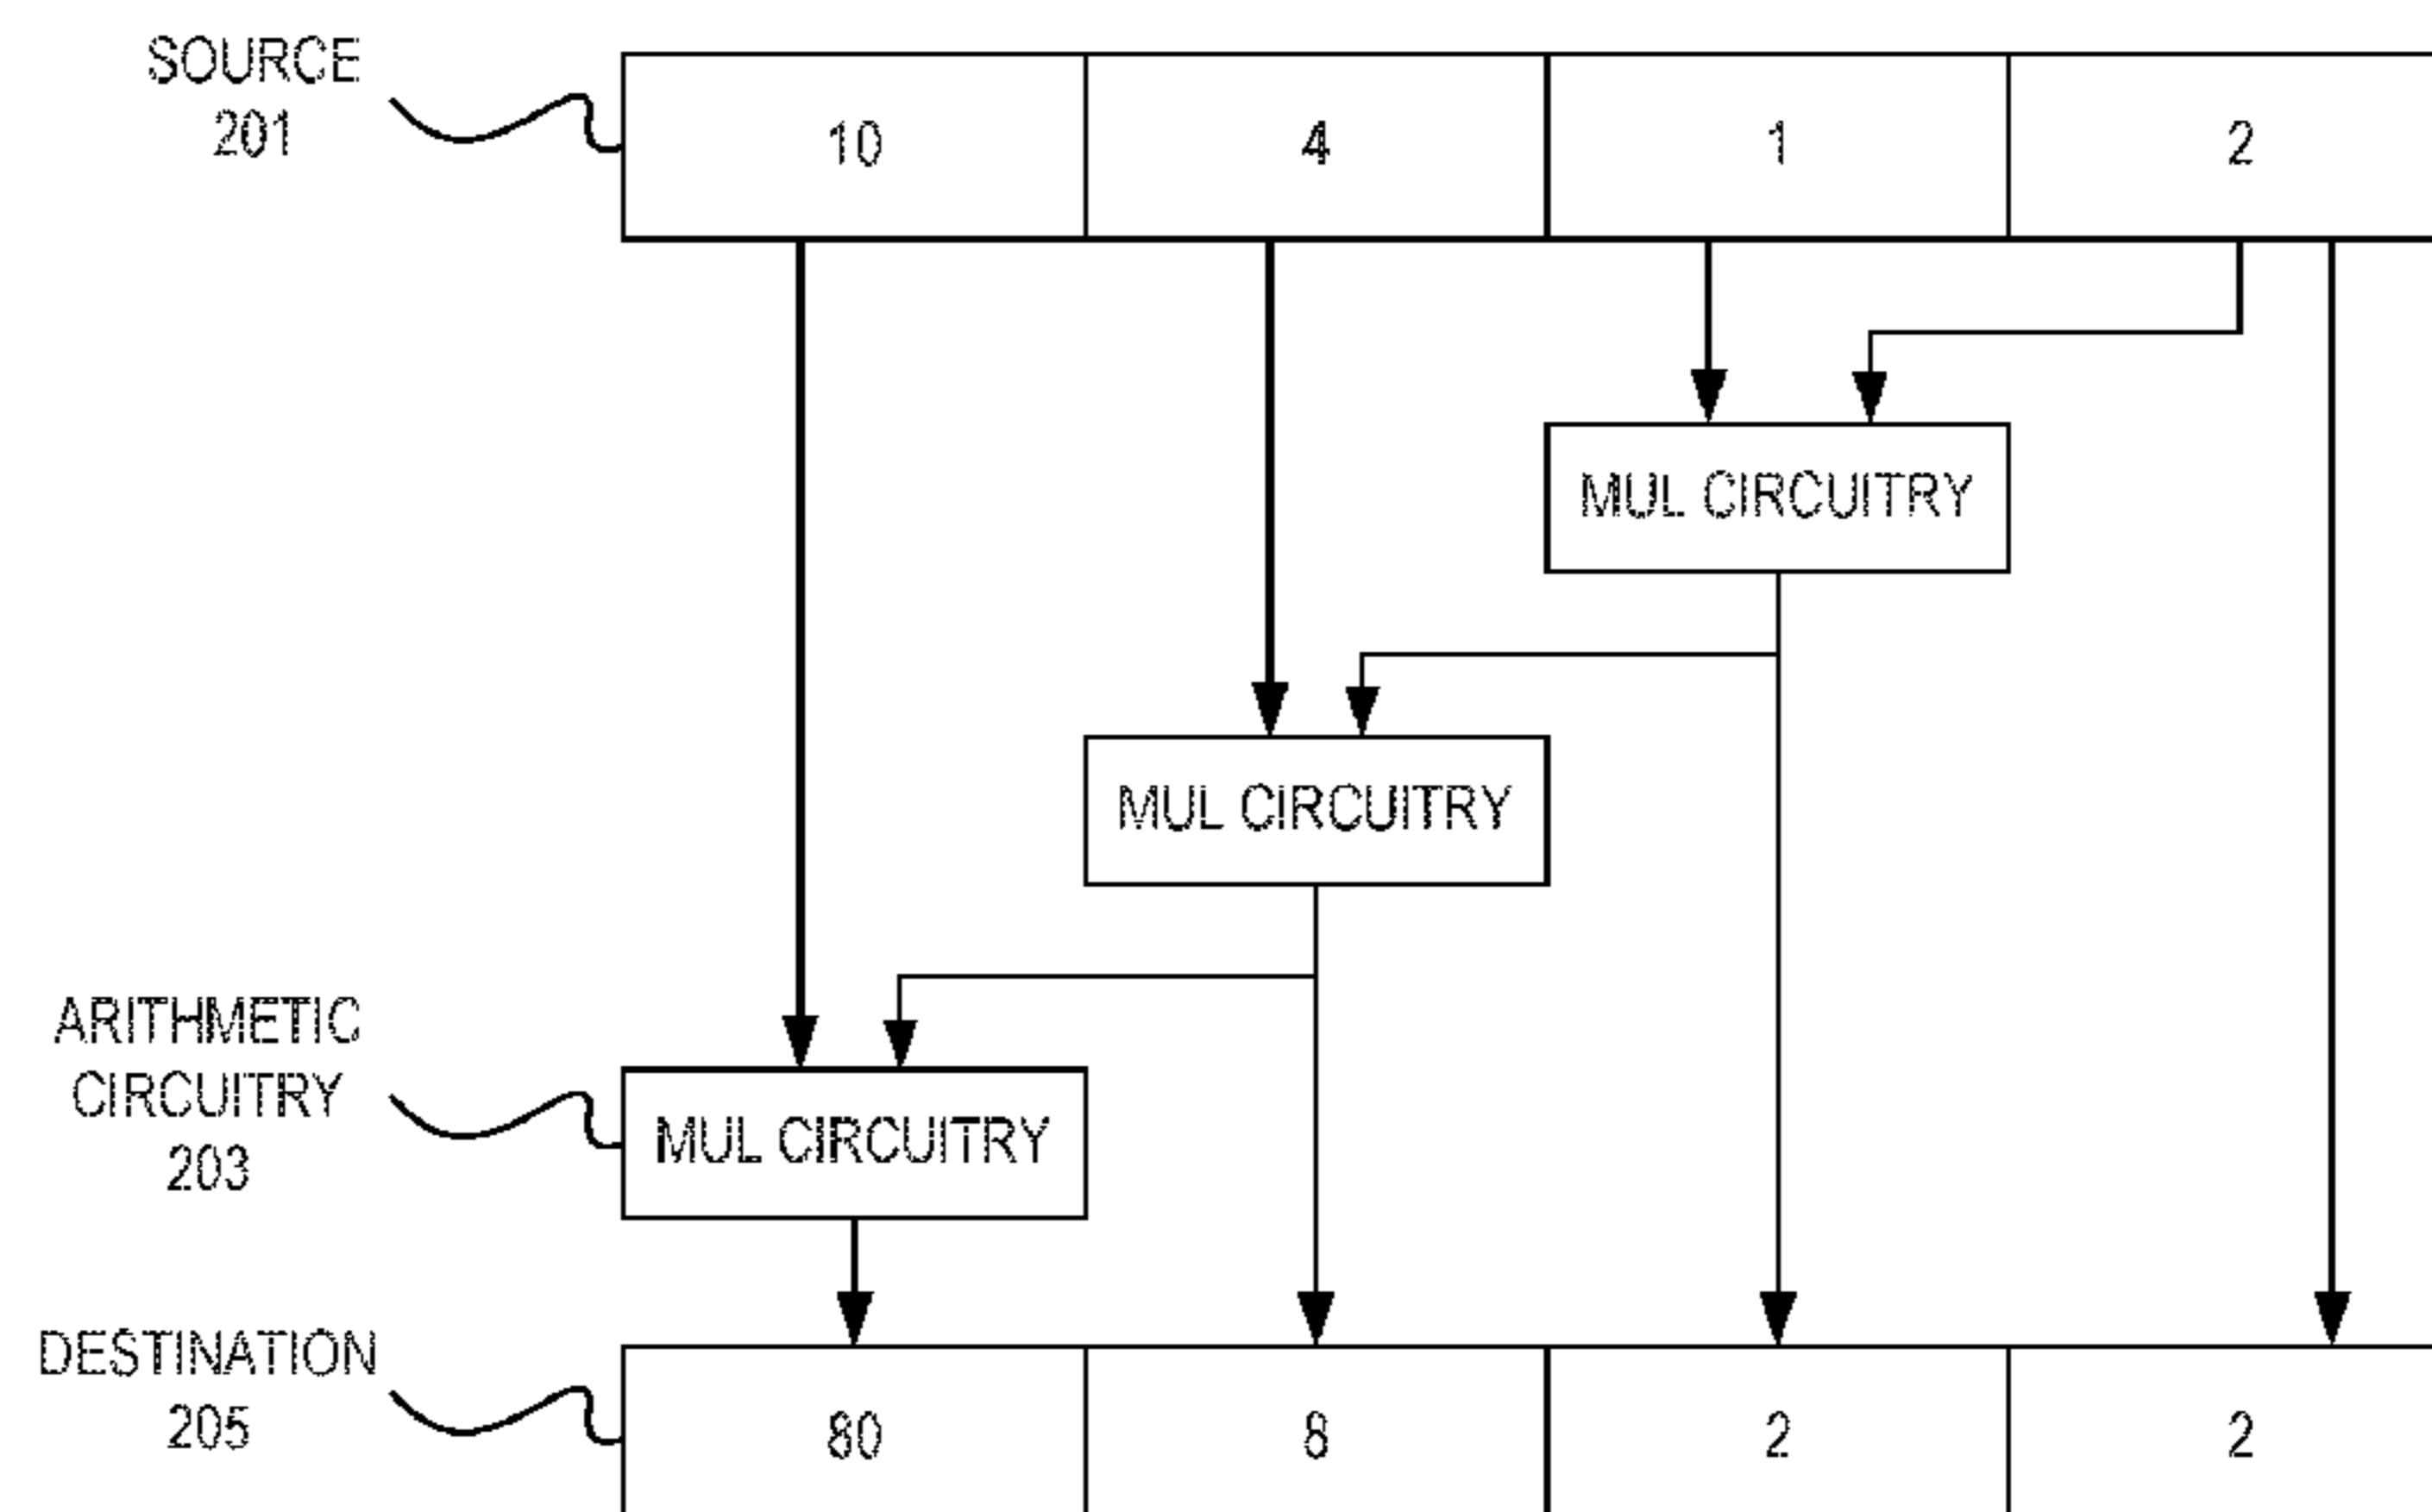 SOURCE
201
10 4 1 2
MUL CIRCUITRY
MUL CIRCUITRY
ARITHMETIC
CIRCUITRY
203
MUL CIRCUITRY
DESTINATION
205
80 8 2 2